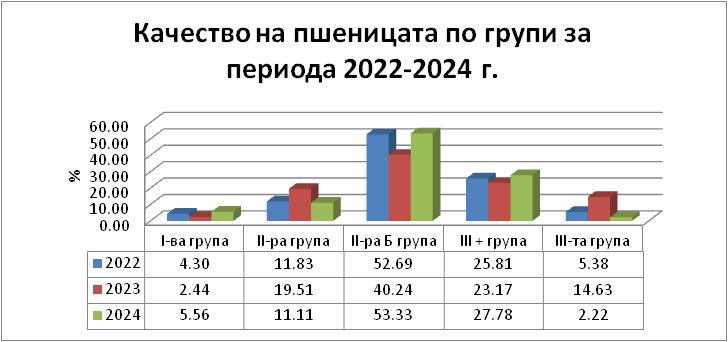 Качество на пшеницата по групи за
периода 2022-2024 г.
%
60.00
50.00
40.00
30.00
20.00
10.00
0.00
I-ва група II-ра група II-ра Б група III + група III-та група
2022 4.30 11.83 52.69 25.81 5.38
2023 2.44 19.51 40.24 23.17 14.63
2024 5.56 11.11 53.33 27.78 2.22